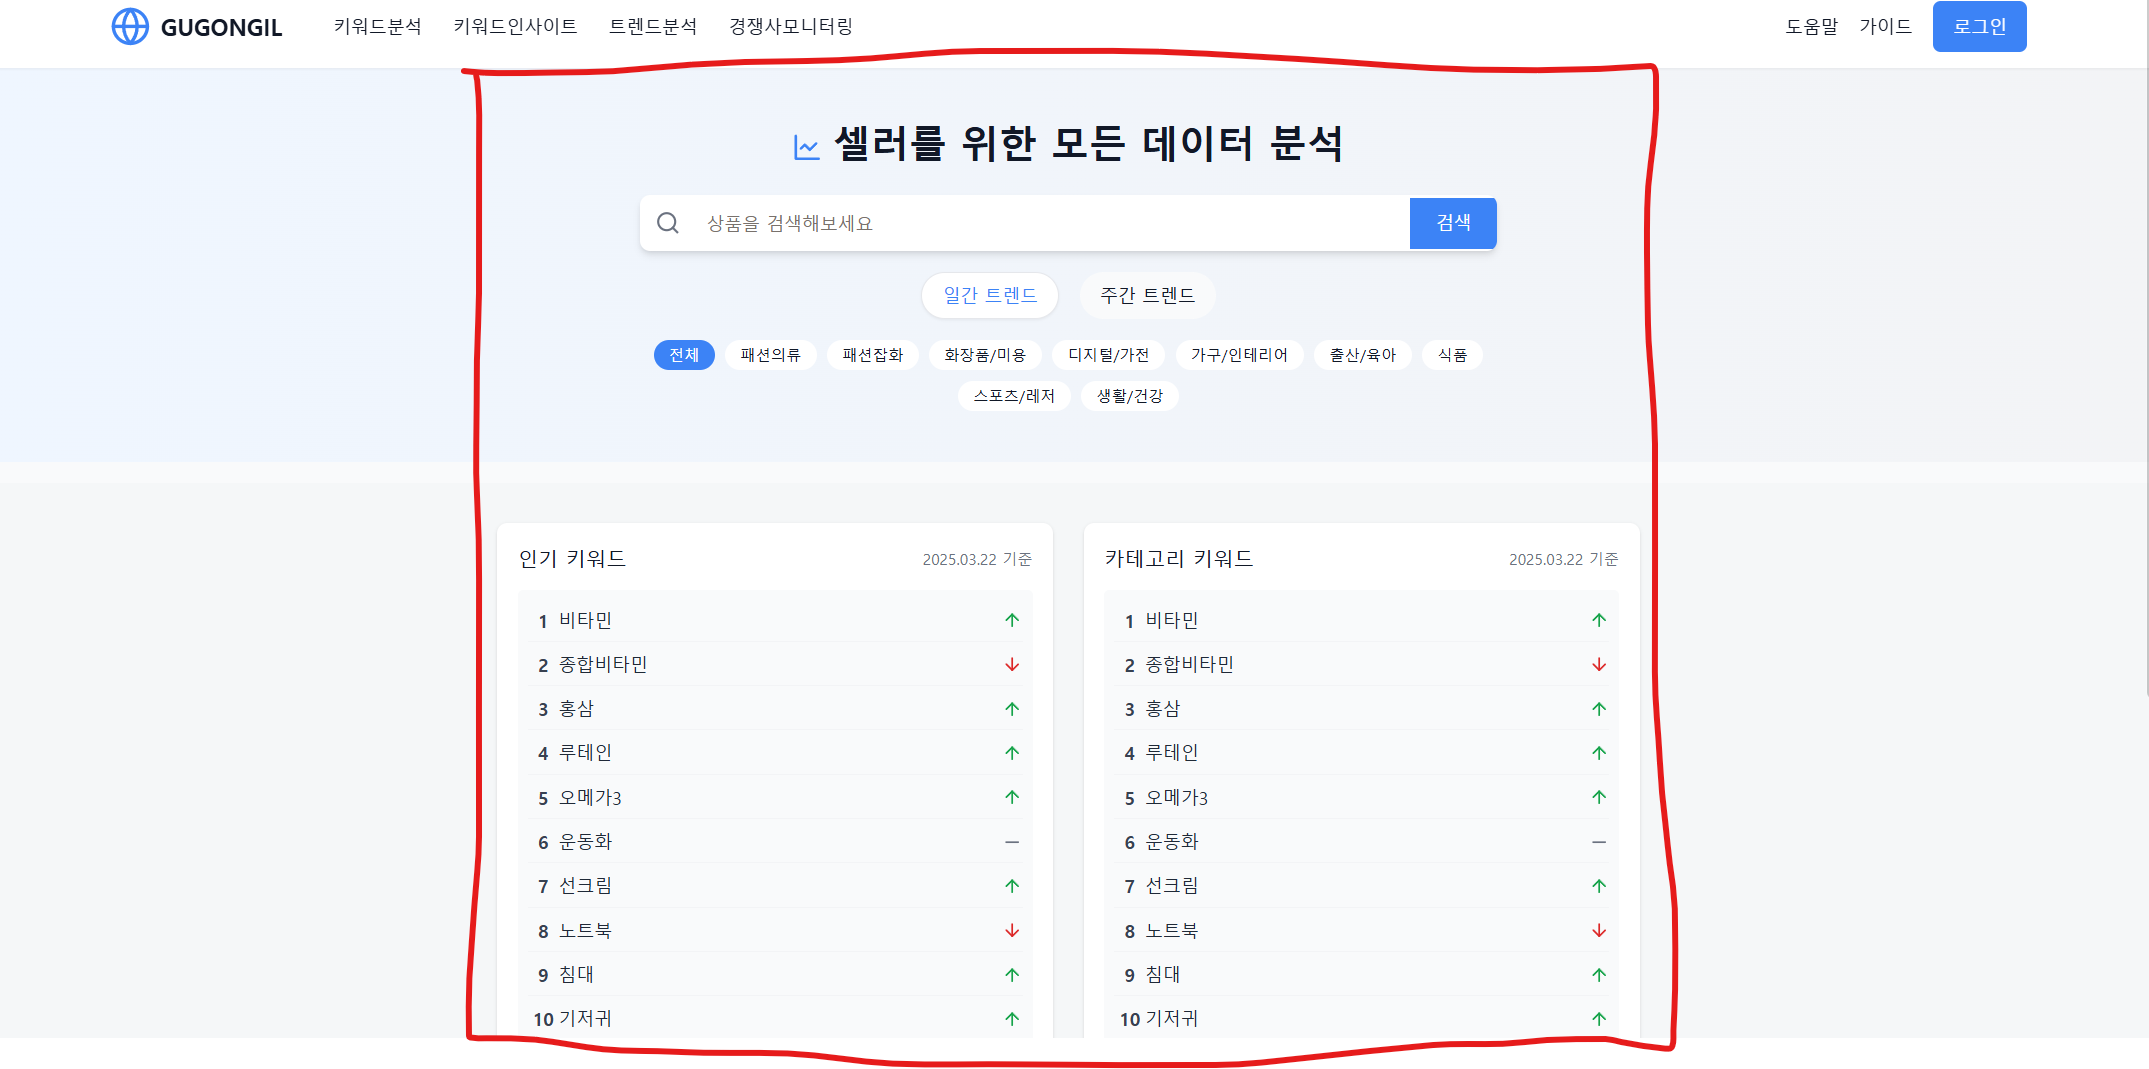 GUGONGIL 키워드분석 키워드인사이트 트렌드분석 경쟁사모니터링 도움말 가이드 로그인
셀러를 위한 모든 데이터 분석
상품을 검색해보세요 검색
일간 트렌드 주간 트렌드
전체 패션의류 패션잡화 화장품/미용 디지털/가전 가구/인테리어 출산/육아 식품
스포츠/레저 생활/건강
인기 키워드 2025.03.22 기준
1 비타민
2 종합비타민
3 홍삼
4 루테인
5 오메가3
6 운동화
7 선크림
8 노트북
9 침대
10 기저귀
카테고리 키워드 2025.03.22 기준
1 비타민
2 종합비타민
3 홍삼
4 루테인
5 오메가3
6 운동화
7 선크림
8 노트북
9 침대
10 기저귀